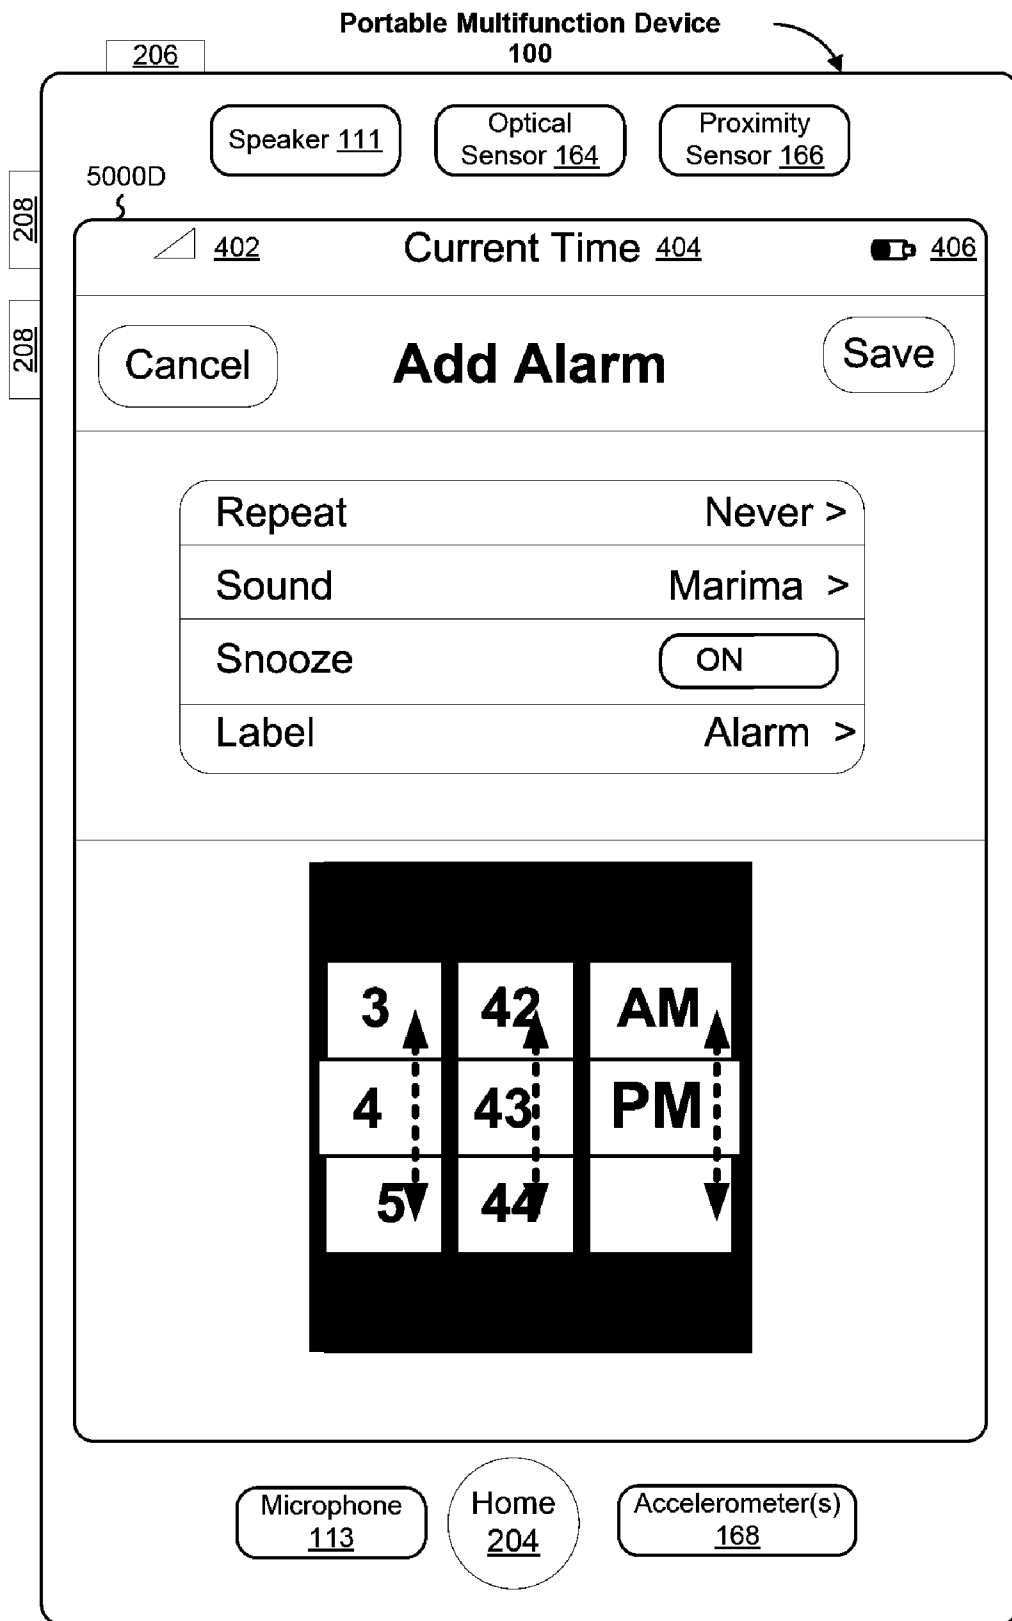 Portable Multifunction Device
100
206
Speaker 111
Optical
Sensor 164
Proximity
Sensor 166
5000D
208
208
402
Current Time 404
406
Cancel
Add Alarm
Save
Repeat Never >
Sound Marima >
Snooze ON
Label Alarm >
3 42 AM
4 43 PM
5 44
Microphone
113
Home
204
Accelerometer(s)
168